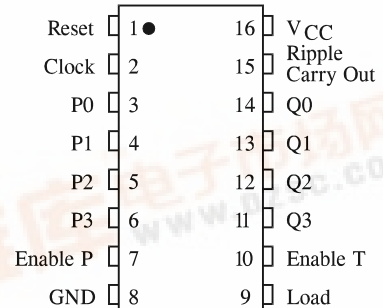 Reset 1 16 VCC
Clock 2 15 Ripple
Carry Out
P0 3 14 Q0
P1 4 13 Q1
P2 5 12 Q2
P3 6 11 Q3
Enable P 7 10 Enable T
GND 8 9 Load